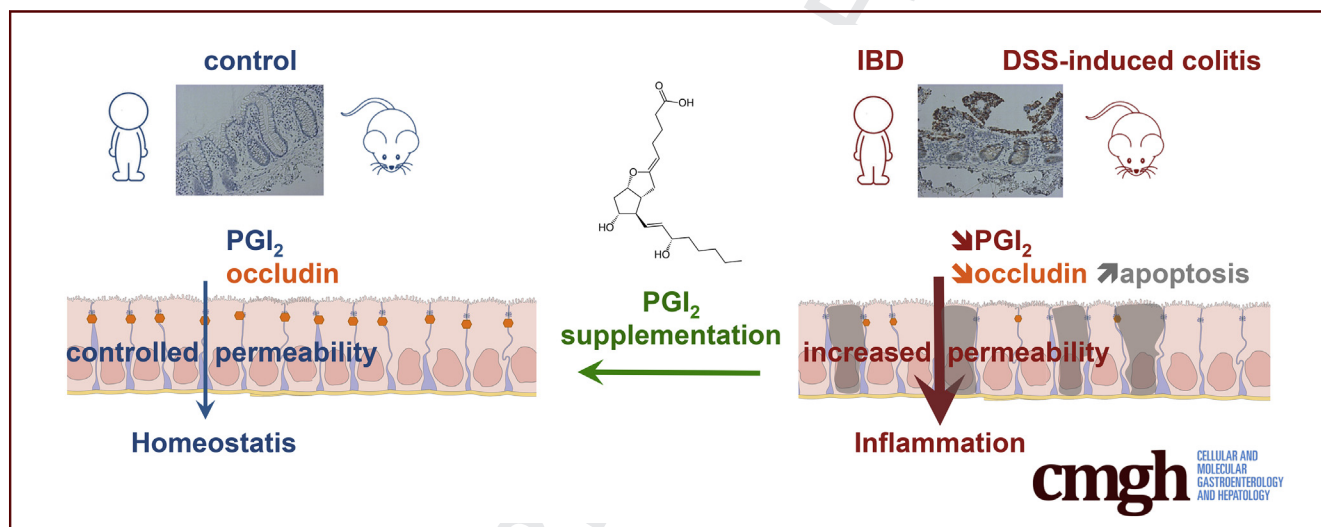 control
PGI₂
occludin
controlled permeability
Homeostatis
O
OH
O
HO
HO
PGI₂
supplementation
IBD DSS-induced colitis
↘PGI₂
↘occludin ↗apoptosis
increased permeability
Inflammation
cmgh
CELLULAR AND
MOLECULAR
GASTROENTEROLOGY
AND HEPATOLOGY